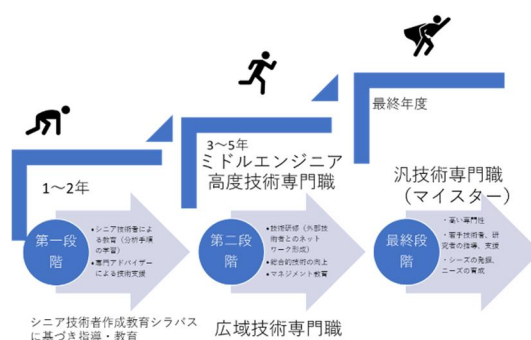 1～2年
第一段
階
•シニア技術者によ
る教育（分析手順
の学習）
•専門アドバイザー
による技術支援
シニア技術者作成教育シラバス
に基づき指導・教育
3～5年
ミドルエンジニア
高度技術専門職
第二段
階
•技術研修（外部技
術者とのネット
ワーク形成）
•総合的技術の向上
•マネジメント教育
広域技術専門職
最終年度
汎技術専門職
（マイスター）
最終段
階
・高い専門性
・若手技術者、研
究者の指導、支援
・シーズの発掘、
ニーズの育成